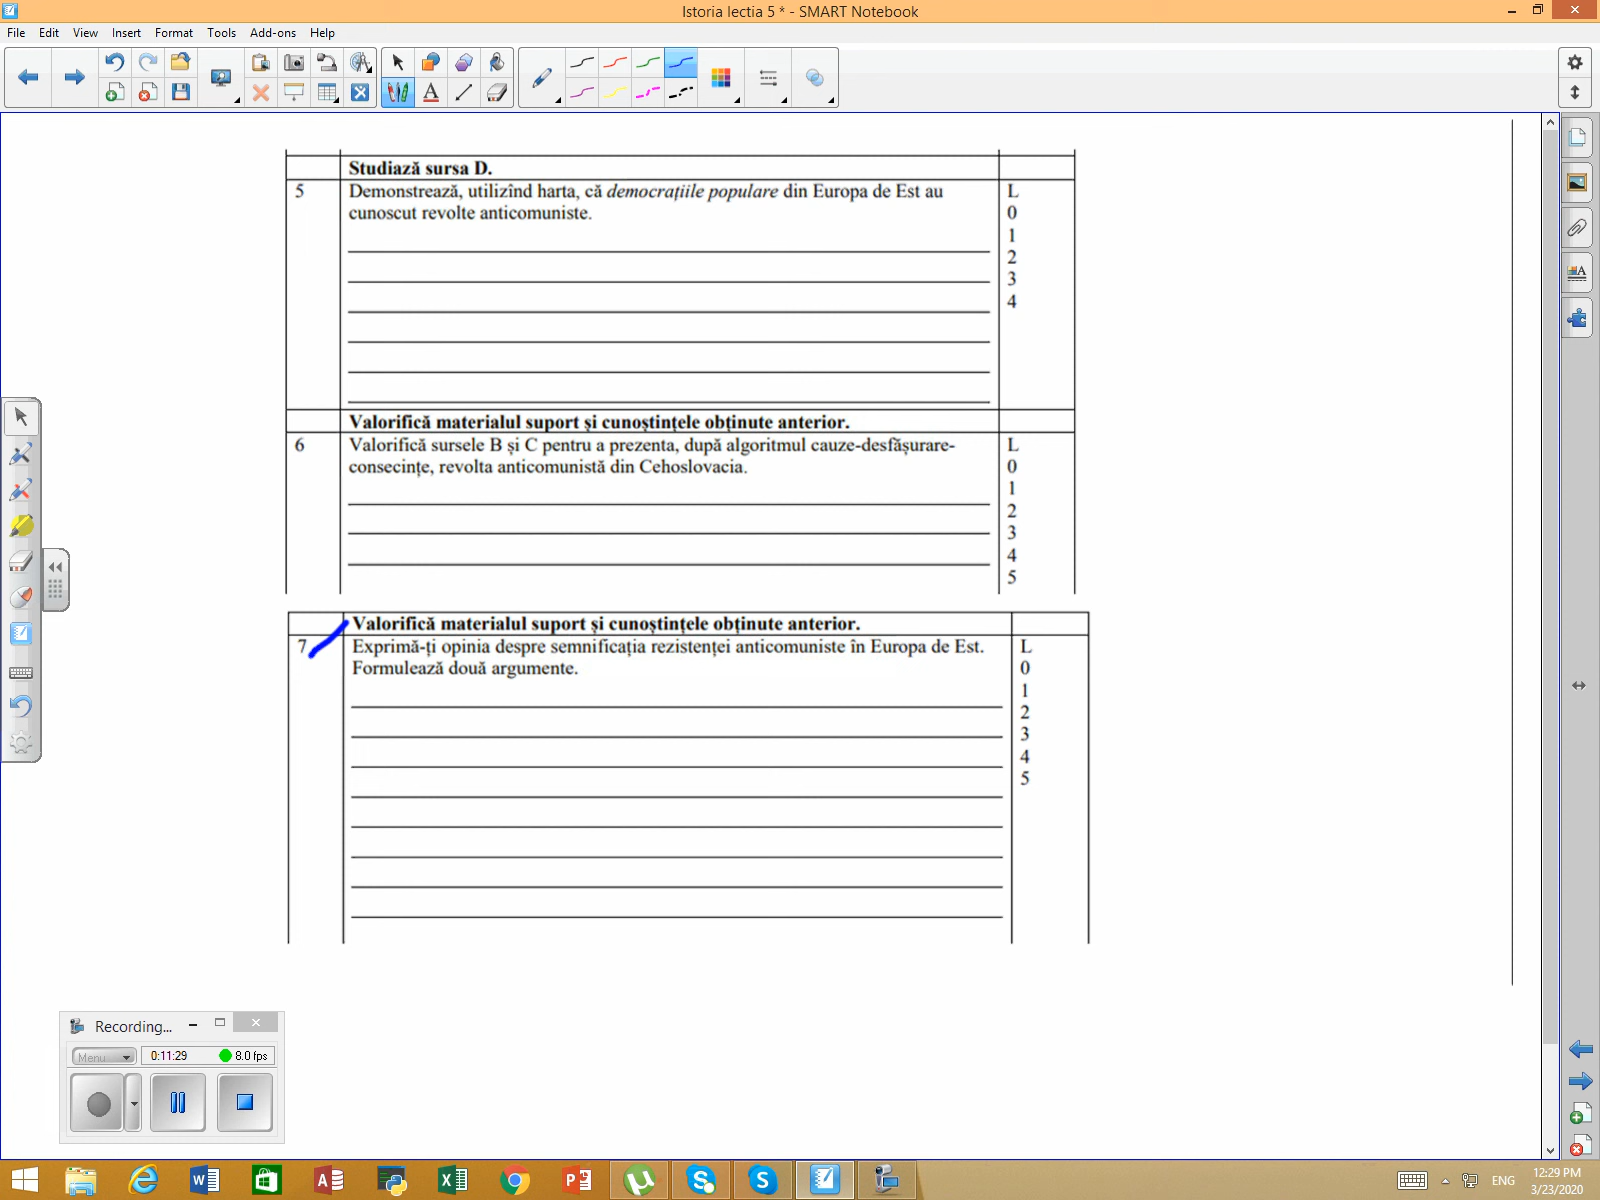 Istoria lectia 5 * - SMART Notebook
File Edit View Insert Format Tools Add-ons Help
Studiază sursa D.
5 Demonstrează, utilizînd harta, că democrațiile populare din Europa de Est au L
cunoscut revolte anticomuniste. 0
1
2
3
4
Valorifică materialul suport și cunoștințele obținute anterior.
6 Valorifică sursele B și C pentru a prezenta, după algoritmul cauze-desfășurare- L
consecințe, revolta anticomunistă din Cehoslovacia. 0
1
2
3
4
5
Valorifică materialul suport și cunoștințele obținute anterior.
7 Exprimă-ți opinia despre semnificația rezistenței anticomuniste în Europa de Est. L
Formulează două argumente. 0
1
2
3
4
5
Recording...
Menu 0:11:29 8.0 fps
ENG 12:29 PM
3/23/2020